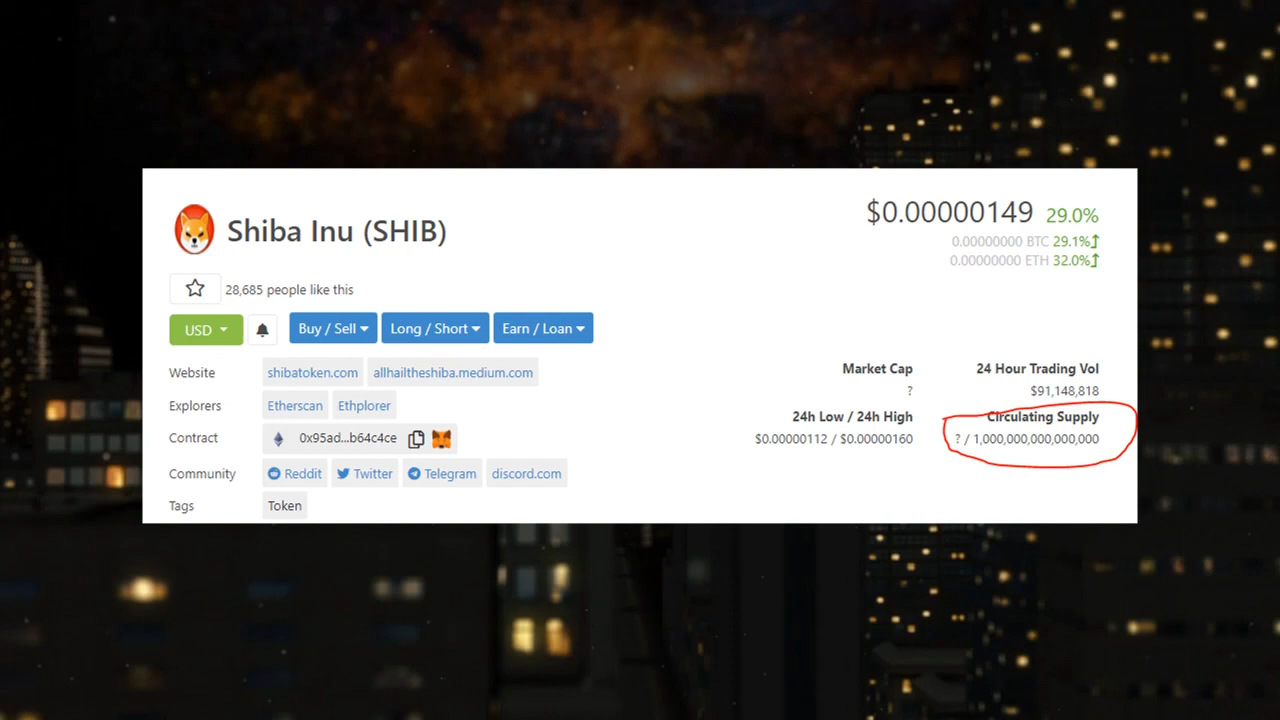 Shiba Inu (SHIB)
$0.00000149 29.0%
0.00000000 BTC 29.1%
0.00000000 ETH 32.0%
28,685 people like this
USD Buy / Sell Long / Short Earn / Loan
Website shibatoken.com allhailtheshiba.medium.com
Explorers Etherscan Ethplorer
Contract 0x95ad...b64c4ce
Community Reddit Twitter Telegram discord.com
Tags Token
Market Cap
?
24 Hour Trading Vol
$91,148,818
24h Low / 24h High
$0.00000112 / $0.00000160
Circulating Supply
? / 1,000,000,000,000,000